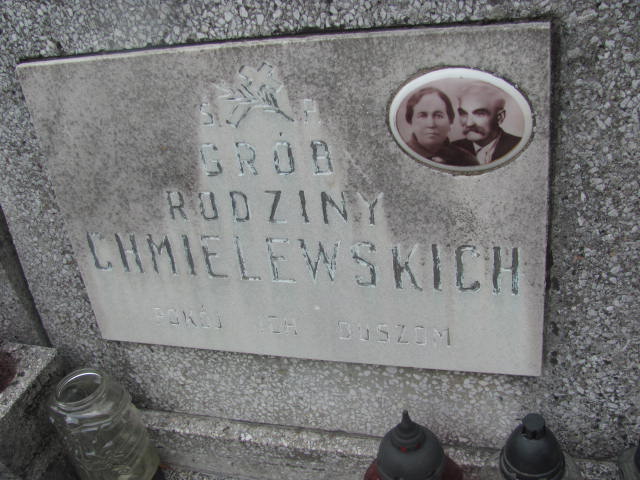 Ś P
GRÓB
RODZINY
CHMIELEWSKICH
POKÓJ ICH DUSZOM